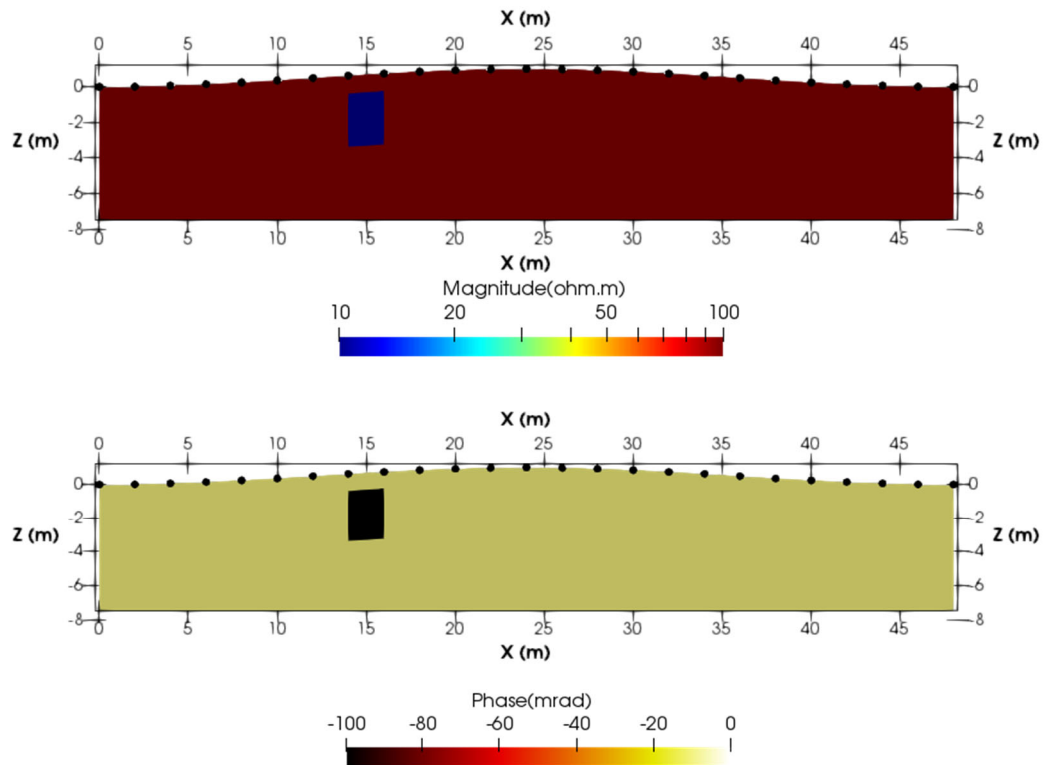 X (m)
0 5 10 15 20 25 30 35 40 45
0 0
-2 -2
Z (m) Z (m)
-4 -4
-6 -6
-8 -8
0 5 10 15 20 25 30 35 40 45
X (m)
Magnitude(ohm.m)
10 20 50 100
X (m)
0 5 10 15 20 25 30 35 40 45
0 0
-2 -2
Z (m) Z (m)
-4 -4
-6 -6
-8 -8
0 5 10 15 20 25 30 35 40 45
X (m)
Phase(mrad)
-100 -80 -60 -40 -20 0